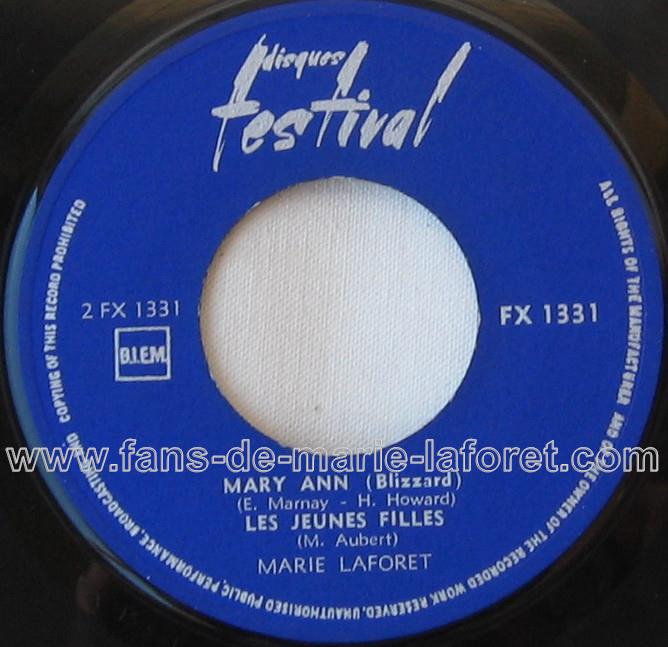 disques
festival
2 FX 1331
FX 1331
B.I.E.M.
www.fans-de-marie-laforet.com
MARY ANN (Blizzard)
(E. Marnay - H. Howard)
LES JEUNES FILLES
(M. Aubert)
MARIE LAFORET
ALL RIGHTS OF THE MANUFACTURER AND OF THE OWNER OF THE RECORDED WORK RESERVED. UNAUTHORISED PUBLIC PERFORMANCE, BROADCASTING AND COPYING OF THIS RECORD PROHIBITED